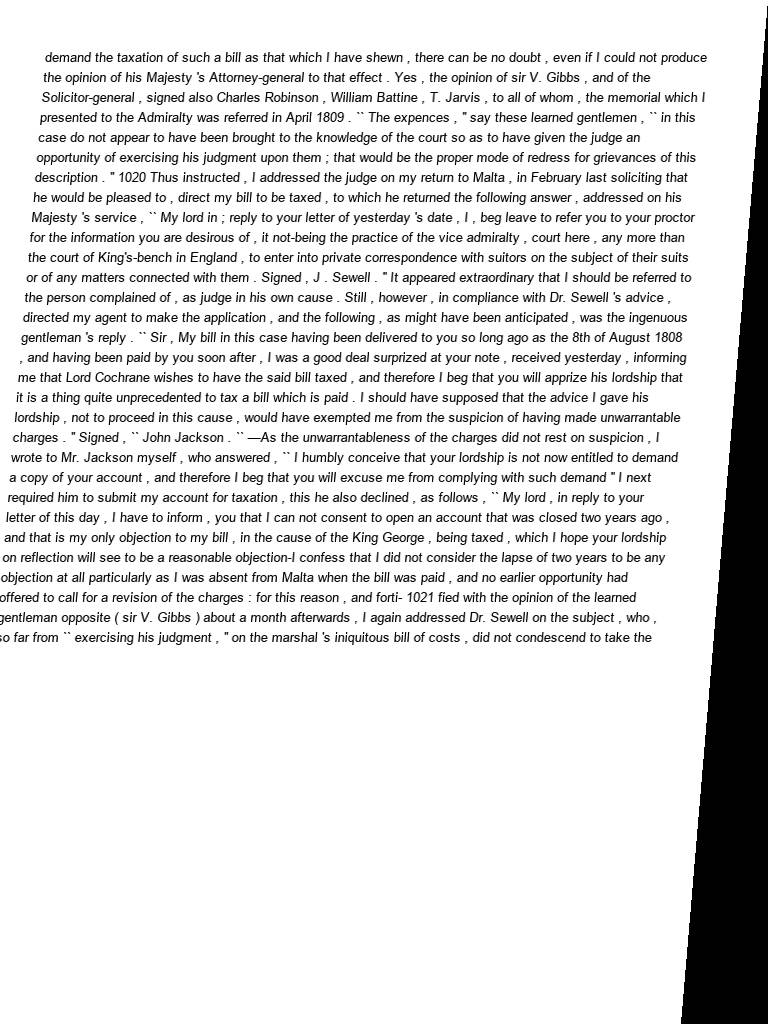 demand the taxation of such a bill as that which I have shewn , there can be no doubt , even if I could not produce
the opinion of his Majesty 's Attorney-general to that effect . Yes , the opinion of sir V. Gibbs , and of the
Solicitor-general , signed also Charles Robinson , William Battine , T. Jarvis , to all of whom , the memorial which I
presented to the Admiralty was referred in April 1809 . `` The expences , " say these learned gentlemen , `` in this
case do not appear to have been brought to the knowledge of the court so as to have given the judge an
opportunity of exercising his judgment upon them ; that would be the proper mode of redress for grievances of this
description . " 1020 Thus instructed , I addressed the judge on my return to Malta , in February last soliciting that
he would be pleased to , direct my bill to be taxed , to which he returned the following answer , addressed on his
Majesty 's service , `` My lord in ; reply to your letter of yesterday 's date , I , beg leave to refer you to your proctor
for the information you are desirous of , it not-being the practice of the vice admiralty , court here , any more than
the court of King's-bench in England , to enter into private correspondence with suitors on the subject of their suits
or of any matters connected with them . Signed , J . Sewell . " It appeared extraordinary that I should be referred to
the person complained of , as judge in his own cause . Still , however , in compliance with Dr. Sewell 's advice ,
directed my agent to make the application , and the following , as might have been anticipated , was the ingenuous
gentleman 's reply . `` Sir , My bill in this case having been delivered to you so long ago as the 8th of August 1808
, and having been paid by you soon after , I was a good deal surprized at your note , received yesterday , informing
me that Lord Cochrane wishes to have the said bill taxed , and therefore I beg that you will apprize his lordship that
it is a thing quite unprecedented to tax a bill which is paid . I should have supposed that the advice I gave his
lordship , not to proceed in this cause , would have exempted me from the suspicion of having made unwarrantable
charges . " Signed , `` John Jackson . `` —As the unwarrantableness of the charges did not rest on suspicion , I
wrote to Mr. Jackson myself , who answered , `` I humbly conceive that your lordship is not now entitled to demand
a copy of your account , and therefore I beg that you will excuse me from complying with such demand " I next
required him to submit my account for taxation , this he also declined , as follows , `` My lord , in reply to your
letter of this day , I have to inform , you that I can not consent to open an account that was closed two years ago ,
and that is my only objection to my bill , in the cause of the King George , being taxed , which I hope your lordship
on reflection will see to be a reasonable objection-I confess that I did not consider the lapse of two years to be any
objection at all particularly as I was absent from Malta when the bill was paid , and no earlier opportunity had
offered to call for a revision of the charges : for this reason , and forti- 1021 fied with the opinion of the learned
gentleman opposite ( sir V. Gibbs ) about a month afterwards , I again addressed Dr. Sewell on the subject , who ,
so far from `` exercising his judgment , " on the marshal 's iniquitous bill of costs , did not condescend to take the